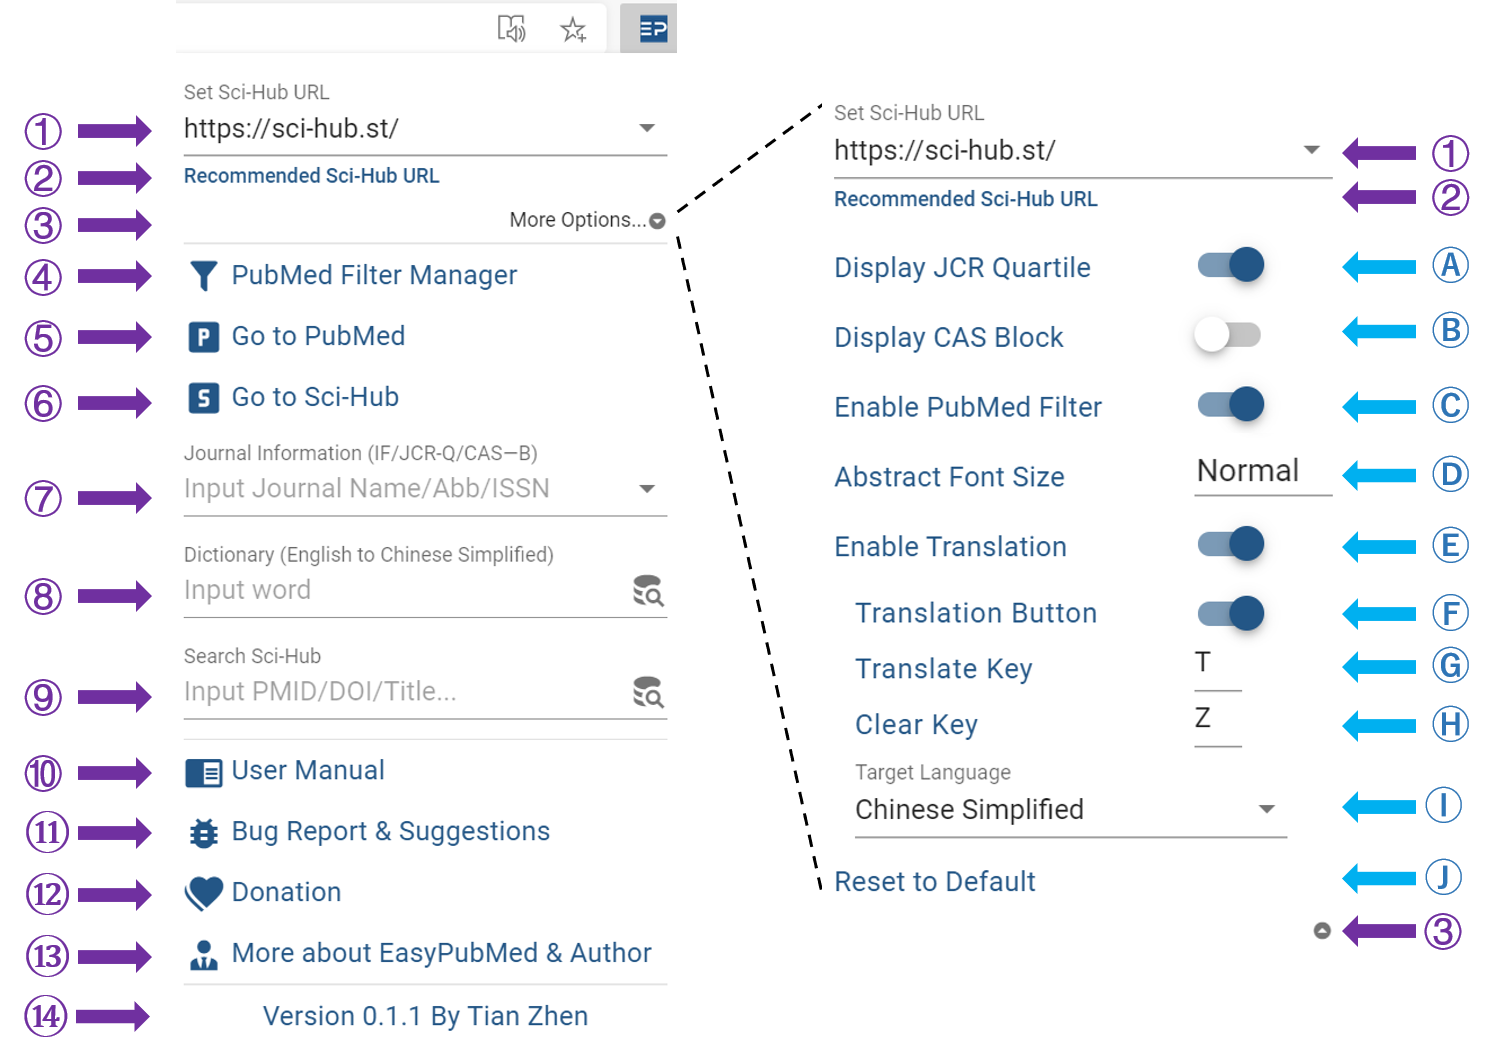 EP
Set Sci-Hub URL
① https://sci-hub.st/
② Recommended Sci-Hub URL
③ More Options...
④ PubMed Filter Manager
⑤ P Go to PubMed
⑥ S Go to Sci-Hub
Journal Information (IF/JCR-Q/CAS—B)
⑦ Input Journal Name/Abb/ISSN
Dictionary (English to Chinese Simplified)
⑧ Input word
Search Sci-Hub
⑨ Input PMID/DOI/Title...
⑩ User Manual
⑪ Bug Report & Suggestions
⑫ Donation
⑬ More about EasyPubMed & Author
⑭ Version 0.1.1 By Tian Zhen
Set Sci-Hub URL
https://sci-hub.st/ ①
Recommended Sci-Hub URL ②
Display JCR Quartile Ⓐ
Display CAS Block Ⓑ
Enable PubMed Filter Ⓒ
Abstract Font Size Normal Ⓓ
Enable Translation Ⓔ
Translation Button Ⓕ
Translate Key T Ⓖ
Clear Key Z Ⓗ
Target Language
Chinese Simplified Ⓘ
Reset to Default Ⓙ
③